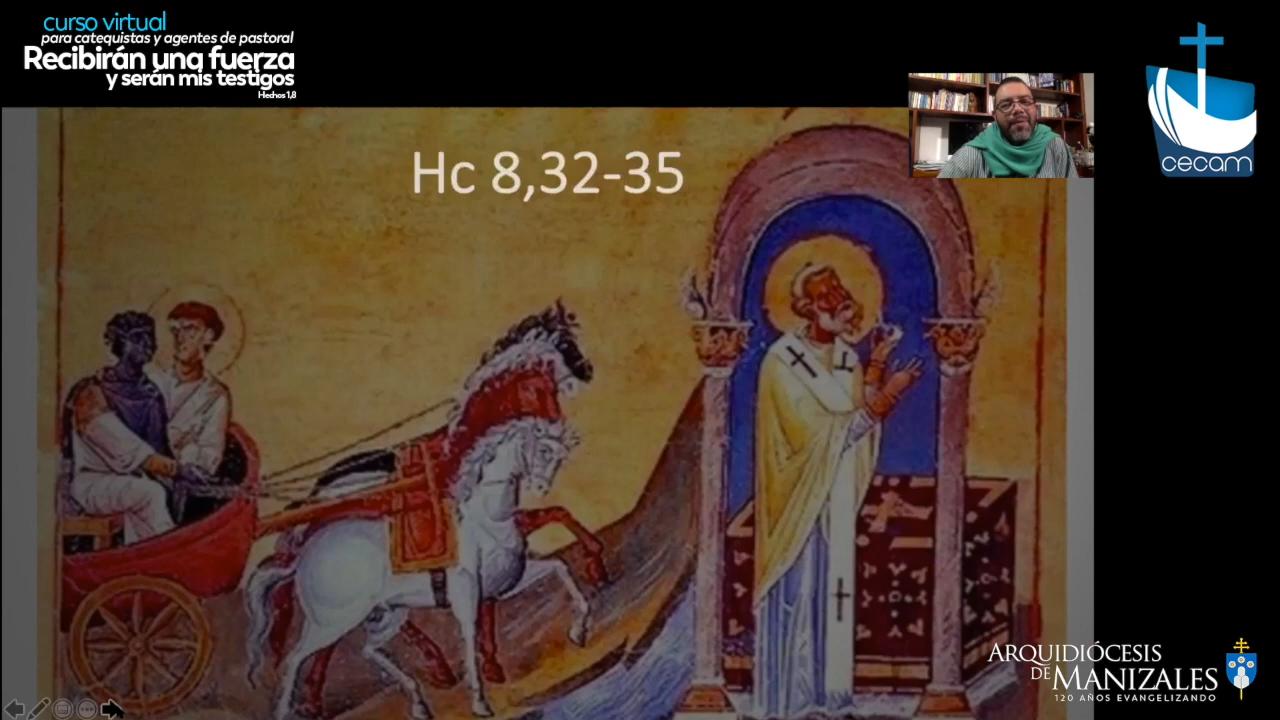 curso virtual
para catequistas y agentes de pastoral
Recibirán una fuerza
y serán mis testigos
Hechos 1,8
Hc 8,32-35
cecam
ARQUIDIÓCESIS
DE MANIZALES
120 AÑOS EVANGELIZANDO